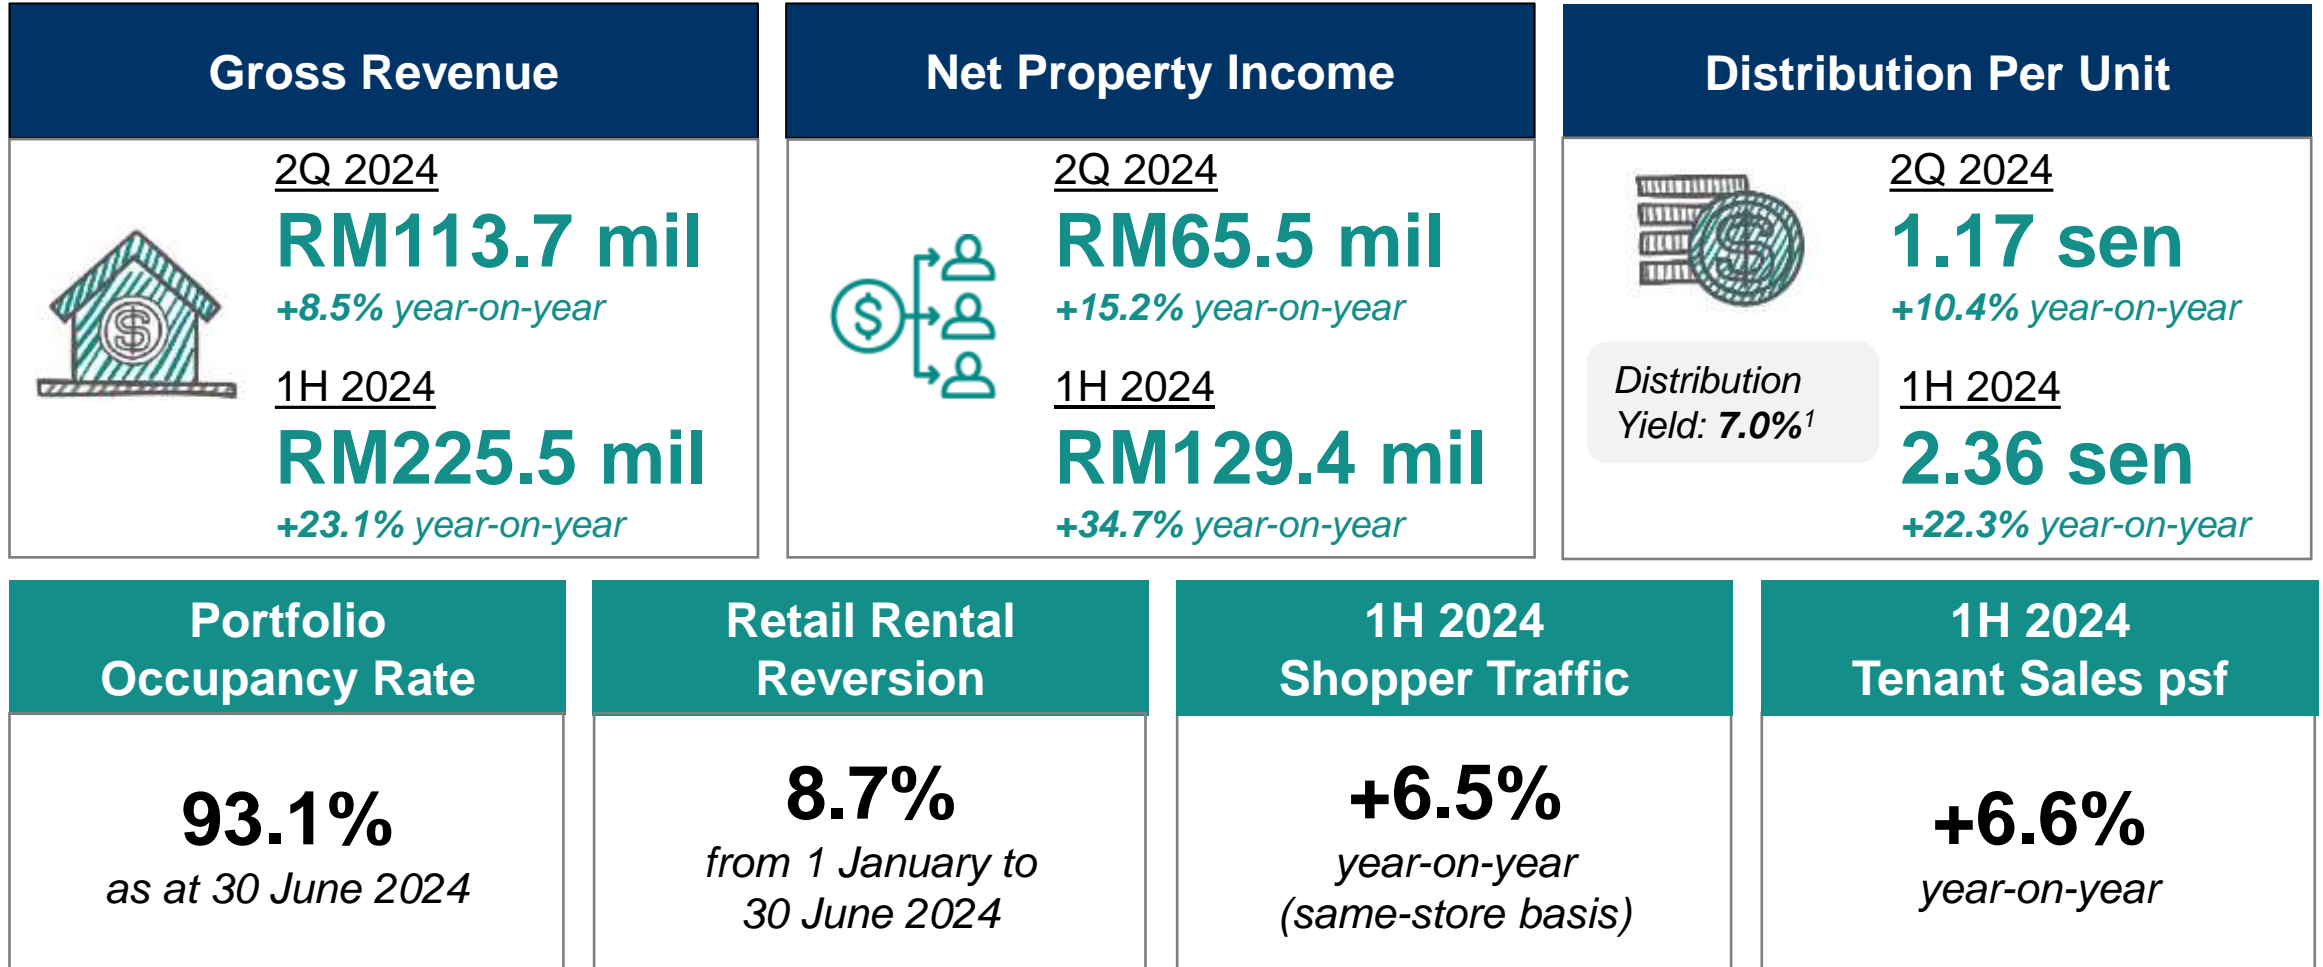 Gross Revenue
2Q 2024
RM113.7 mil
+8.5% year-on-year
1H 2024
RM225.5 mil
+23.1% year-on-year
Net Property Income
2Q 2024
RM65.5 mil
+15.2% year-on-year
1H 2024
RM129.4 mil
+34.7% year-on-year
Distribution Per Unit
2Q 2024
1.17 sen
+10.4% year-on-year
Distribution
Yield: 7.0%¹
1H 2024
2.36 sen
+22.3% year-on-year
Portfolio
Occupancy Rate
93.1%
as at 30 June 2024
Retail Rental
Reversion
8.7%
from 1 January to
30 June 2024
1H 2024
Shopper Traffic
+6.5%
year-on-year
(same-store basis)
1H 2024
Tenant Sales psf
+6.6%
year-on-year